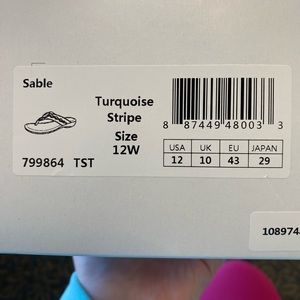 Sable
Turquoise
Stripe
Size
12W
799864 TST
8 87449 48003 3
USA UK EU JAPAN
12 10 43 29